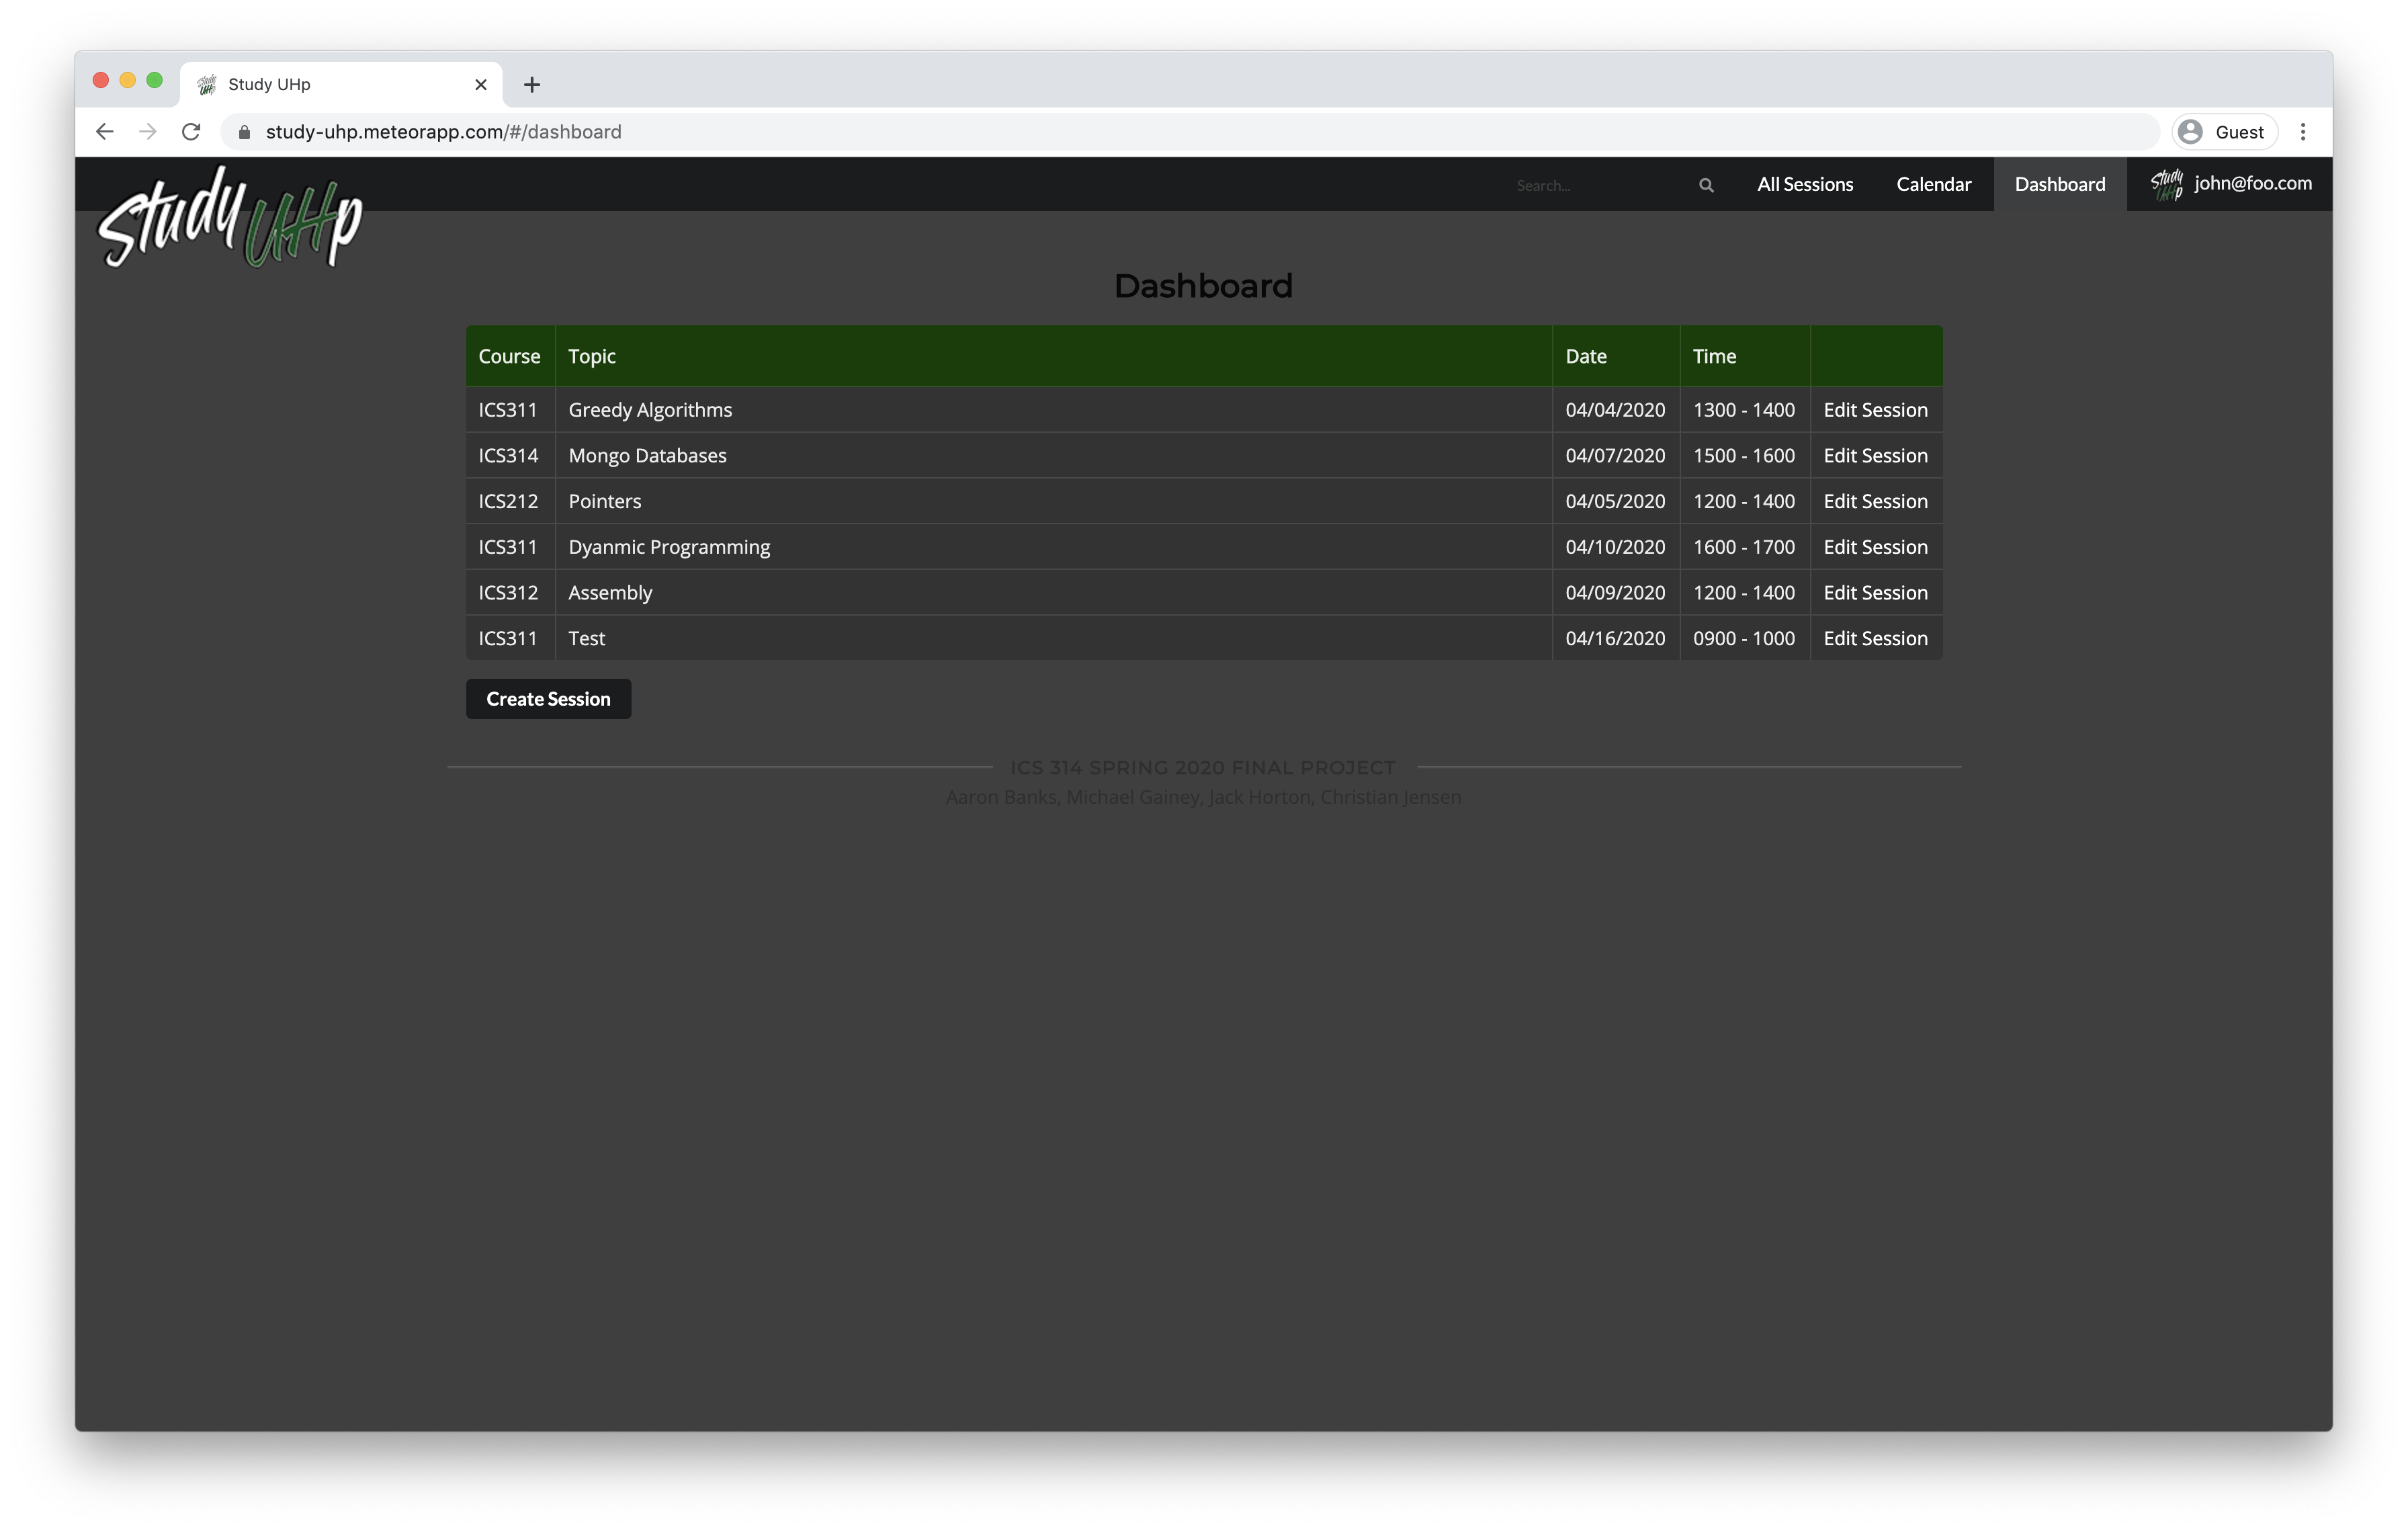 Study UHp
study-uhp.meteorapp.com/#/dashboard
Guest
Study UHp
Search...
All Sessions
Calendar
Dashboard
Study UHp
john@foo.com
Dashboard
Course Topic Date Time
ICS311 Greedy Algorithms 04/04/2020 1300 - 1400 Edit Session
ICS314 Mongo Databases 04/07/2020 1500 - 1600 Edit Session
ICS212 Pointers 04/05/2020 1200 - 1400 Edit Session
ICS311 Dyanmic Programming 04/10/2020 1600 - 1700 Edit Session
ICS312 Assembly 04/09/2020 1200 - 1400 Edit Session
ICS311 Test 04/16/2020 0900 - 1000 Edit Session
Create Session
ICS 314 SPRING 2020 FINAL PROJECT
Aaron Banks, Michael Gainey, Jack Horton, Christian Jensen